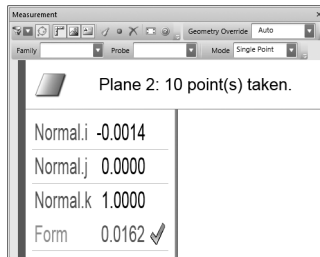 Measurement
Geometry Override Auto
Family Probe Mode Single Point
Plane 2: 10 point(s) taken.
Normal.i -0.0014
Normal.j 0.0000
Normal.k 1.0000
Form 0.0162